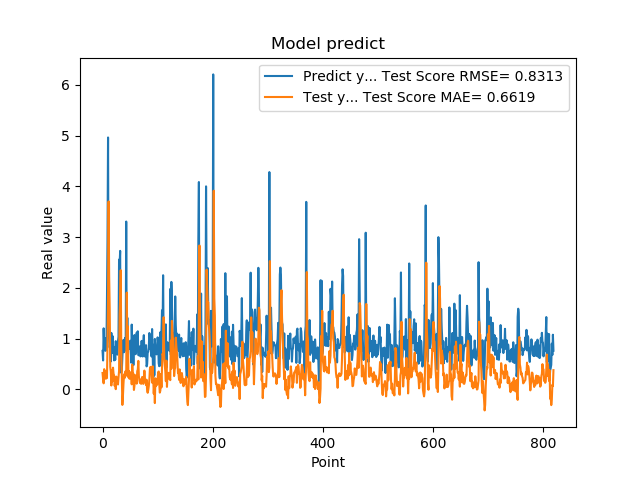 Model predict
Predict y... Test Score RMSE= 0.8313
Test y... Test Score MAE= 0.6619
Real value
6
5
4
3
2
1
0
0 200 400 600 800
Point